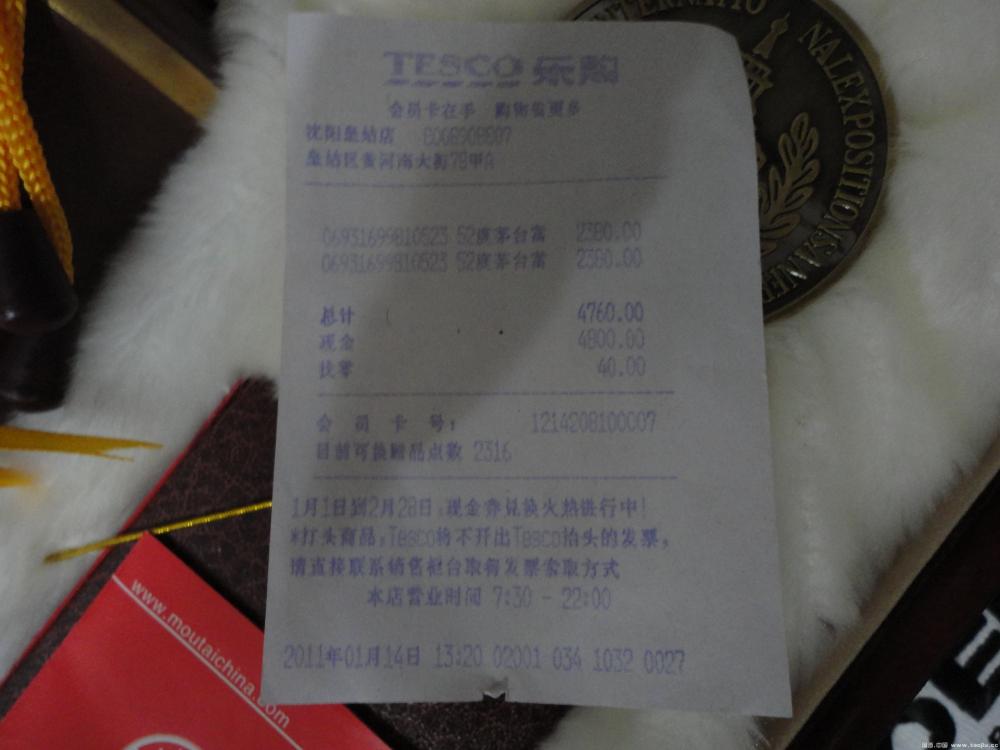 TESCO 乐购
会员卡在手 购物省更多
沈阳皇姑店
皇姑区黄河南大街78甲A
06931699810523 52度茅台富 2380.00
06931699810523 52度茅台富 2380.00
总计 4760.00
现金 4800.00
找零 40.00
会 员 卡 号: 1214208100007
目前可换赠品点数 2316
1月1日到2月28日,现金券兑换火热进行中!
*打头商品,Tesco将不开出Tesco抬头的发票,
请直接联系销售柜台取得发票索取方式
本店营业时间 7:30 - 22:00
2011年01月14日 13:20 02001 034 1032 0027
INTERNATIO
NALEXPOSITIONSANFE
www.moutaichina.com